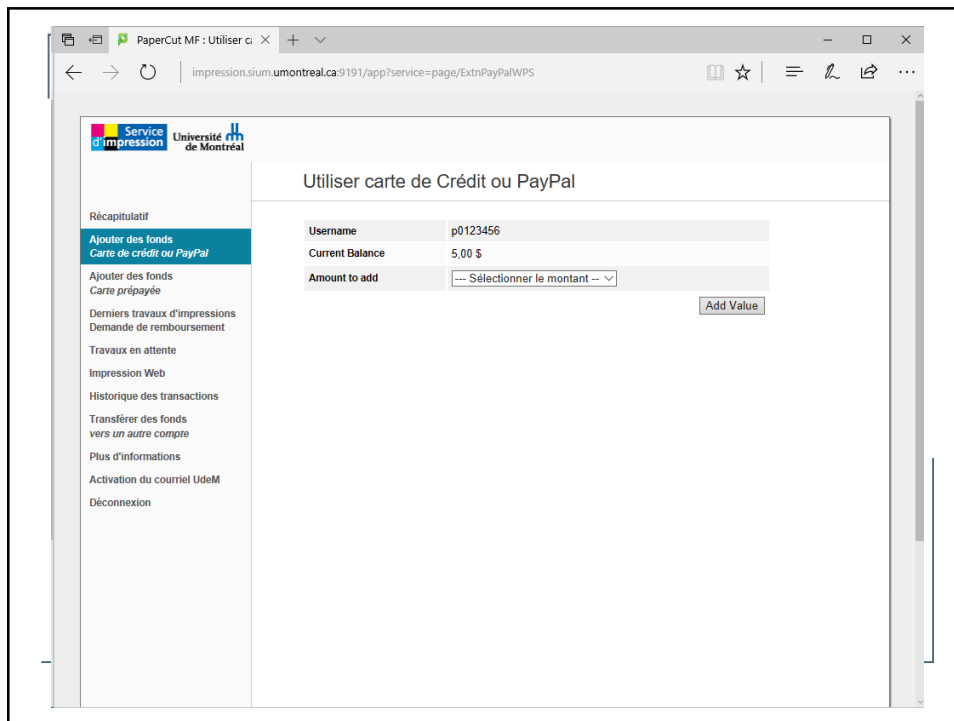 PaperCut MF : Utiliser ca
impression.sium.umontreal.ca:9191/app?service=page/ExtnPayPalWPS
Service
d'impression
Université
de Montréal
Utiliser carte de Crédit ou PayPal
Récapitulatif
Ajouter des fonds
Carte de crédit ou PayPal
Ajouter des fonds
Carte prépayée
Derniers travaux d'impressions
Demande de remboursement
Travaux en attente
Impression Web
Historique des transactions
Transférer des fonds
vers un autre compte
Plus d'informations
Activation du courriel UdeM
Déconnexion
Username p0123456
Current Balance 5,00 $
Amount to add --- Sélectionner le montant --
Add Value